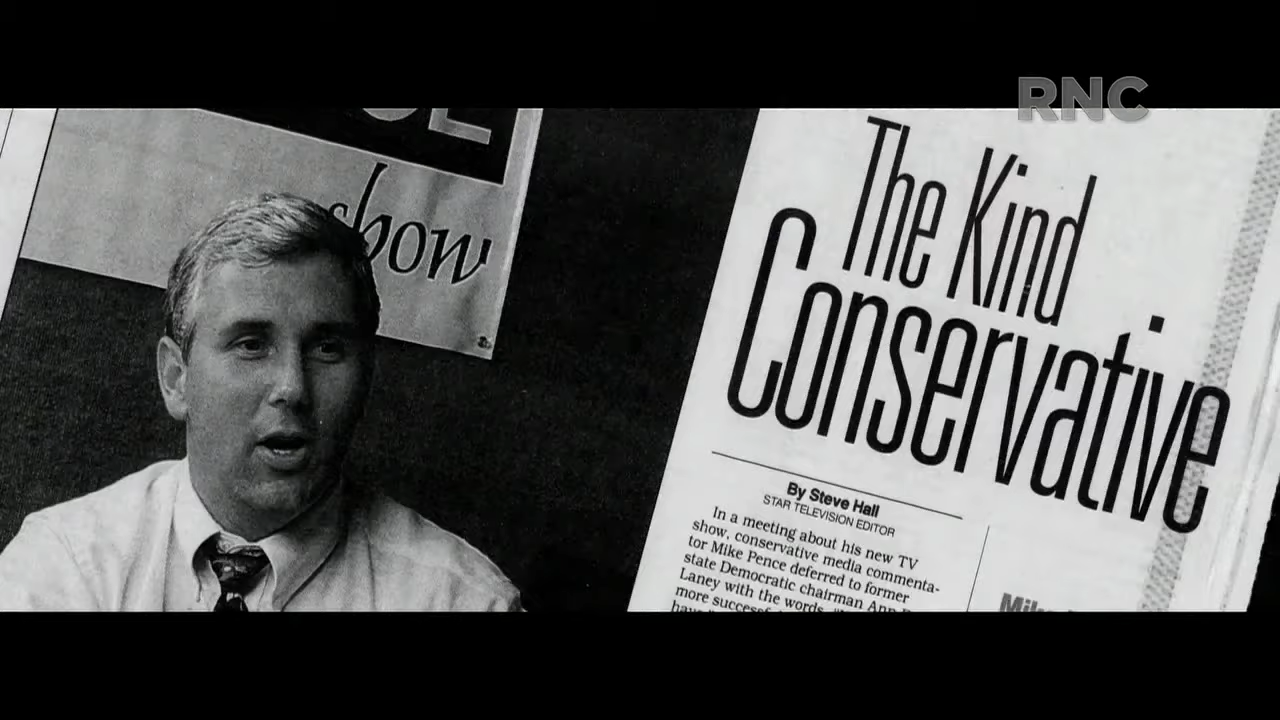 RNC
show
The Kind
Conservative
By Steve Hall
STAR TELEVISION EDITOR
In a meeting about his new TV
show, conservative media commenta-
tor Mike Pence deferred to former
state Democratic chairman Ann
Laney with the words,
more